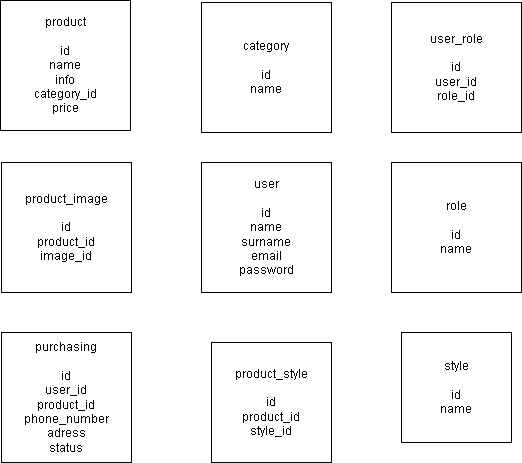 product
id
name
info
category_id
price
category
id
name
user_role
id
user_id
role_id
product_image
id
product_id
image_id
user
id
name
surname
email
password
role
id
name
purchasing
id
user_id
product_id
phone_number
adress
status
product_style
id
product_id
style_id
style
id
name